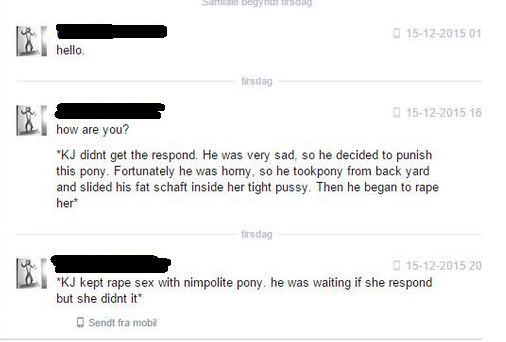 Samtale begyndt tirsdag
15-12-2015 01
hello.
tirsdag
15-12-2015 16
how are you?
*KJ didnt get the respond. He was very sad, so he decided to punish
this pony. Fortunately he was horny, so he tookpony from back yard
and slided his fat schaft inside her tight pussy. Then he began to rape
her*
tirsdag
15-12-2015 20
*KJ kept rape sex with nimpolite pony. he was waiting if she respond
but she didnt it*
Sendt fra mobil